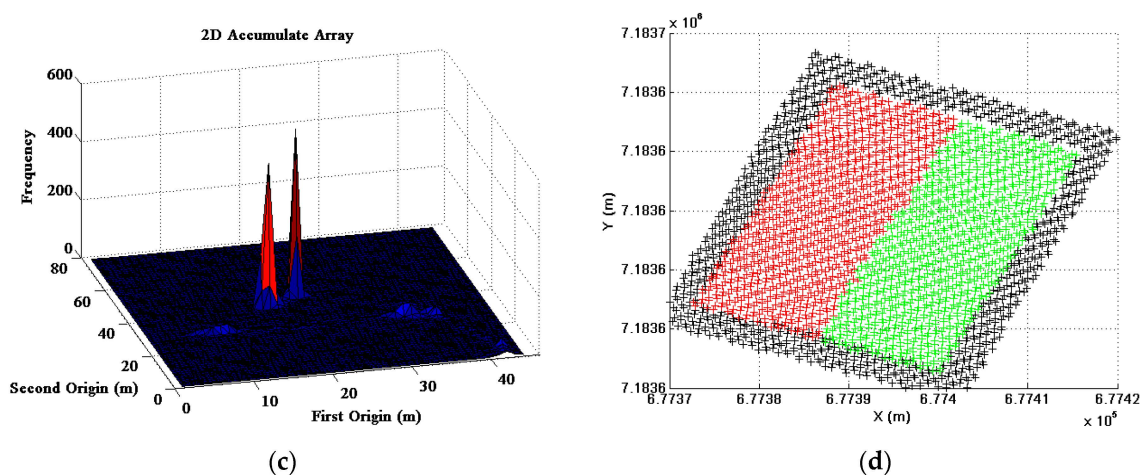 2D Accumulate Array
600
400
200
0
Frequency
80
60
40
20
0
Second Origin (m)
0
10
20
30
40
First Origin (m)
(c)
x 10^6
7.1837
7.1836
7.1836
7.1836
7.1836
7.1836
7.1836
Y (m)
6.7737
6.7738
6.7739
6.774
6.7741
6.7742
X (m)
x 10^5
(d)